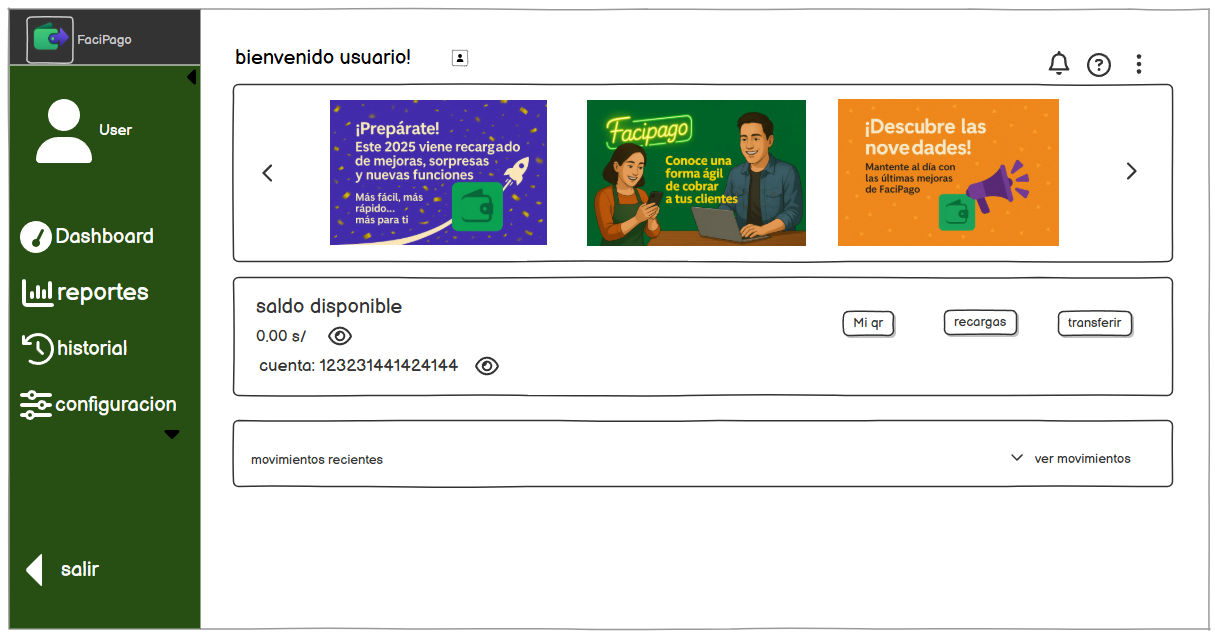 FaciPago
User
Dashboard
reportes
historial
configuracion
salir
bienvenido usuario!
¡Prepárate!
Este 2025 viene recargado
de mejoras, sorpresas
y nuevas funciones
Más fácil, más
rápido...
más para ti
Facipago
Conoce una
forma ágil
de cobrar
a tus clientes
¡Descubre las
novedades!
Mantente al día con
las últimas mejoras
de FaciPago
saldo disponible
0.00 s/
cuenta: 123231441424144
Mi qr
recargas
transferir
movimientos recientes
ver movimientos